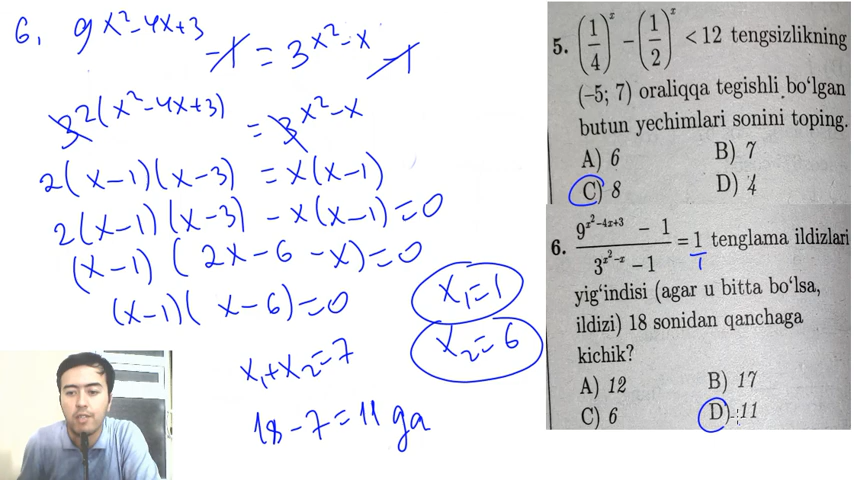 6. 9^{x²-4x+3} -1 = 3^{x²-x} -1
3^{2(x²-4x+3)} = 3^{x²-x}
2(x-1)(x-3) = x(x-1)
2(x-1)(x-3) - x(x-1)=0
(x-1)(2x-6-x)=0
(x-1)(x-6)=0
x₁=1
x₂=6
x₁+x₂=7
18-7=11 ga
5. (1/4)^x - (1/2)^x < 12 tengsizlikning
(–5; 7) oraliqqa tegishli bo‘lgan
butun yechimlari sonini toping.
A) 6 B) 7
C) 8 D) 4
6. (9^{x²-4x+3} - 1)/(3^{x²-x} - 1) = 1/1 tenglama ildizlari
yig‘indisi (agar u bitta bo‘lsa,
ildizi) 18 sonidan qanchaga
kichik?
A) 12 B) 17
C) 6 D) 11